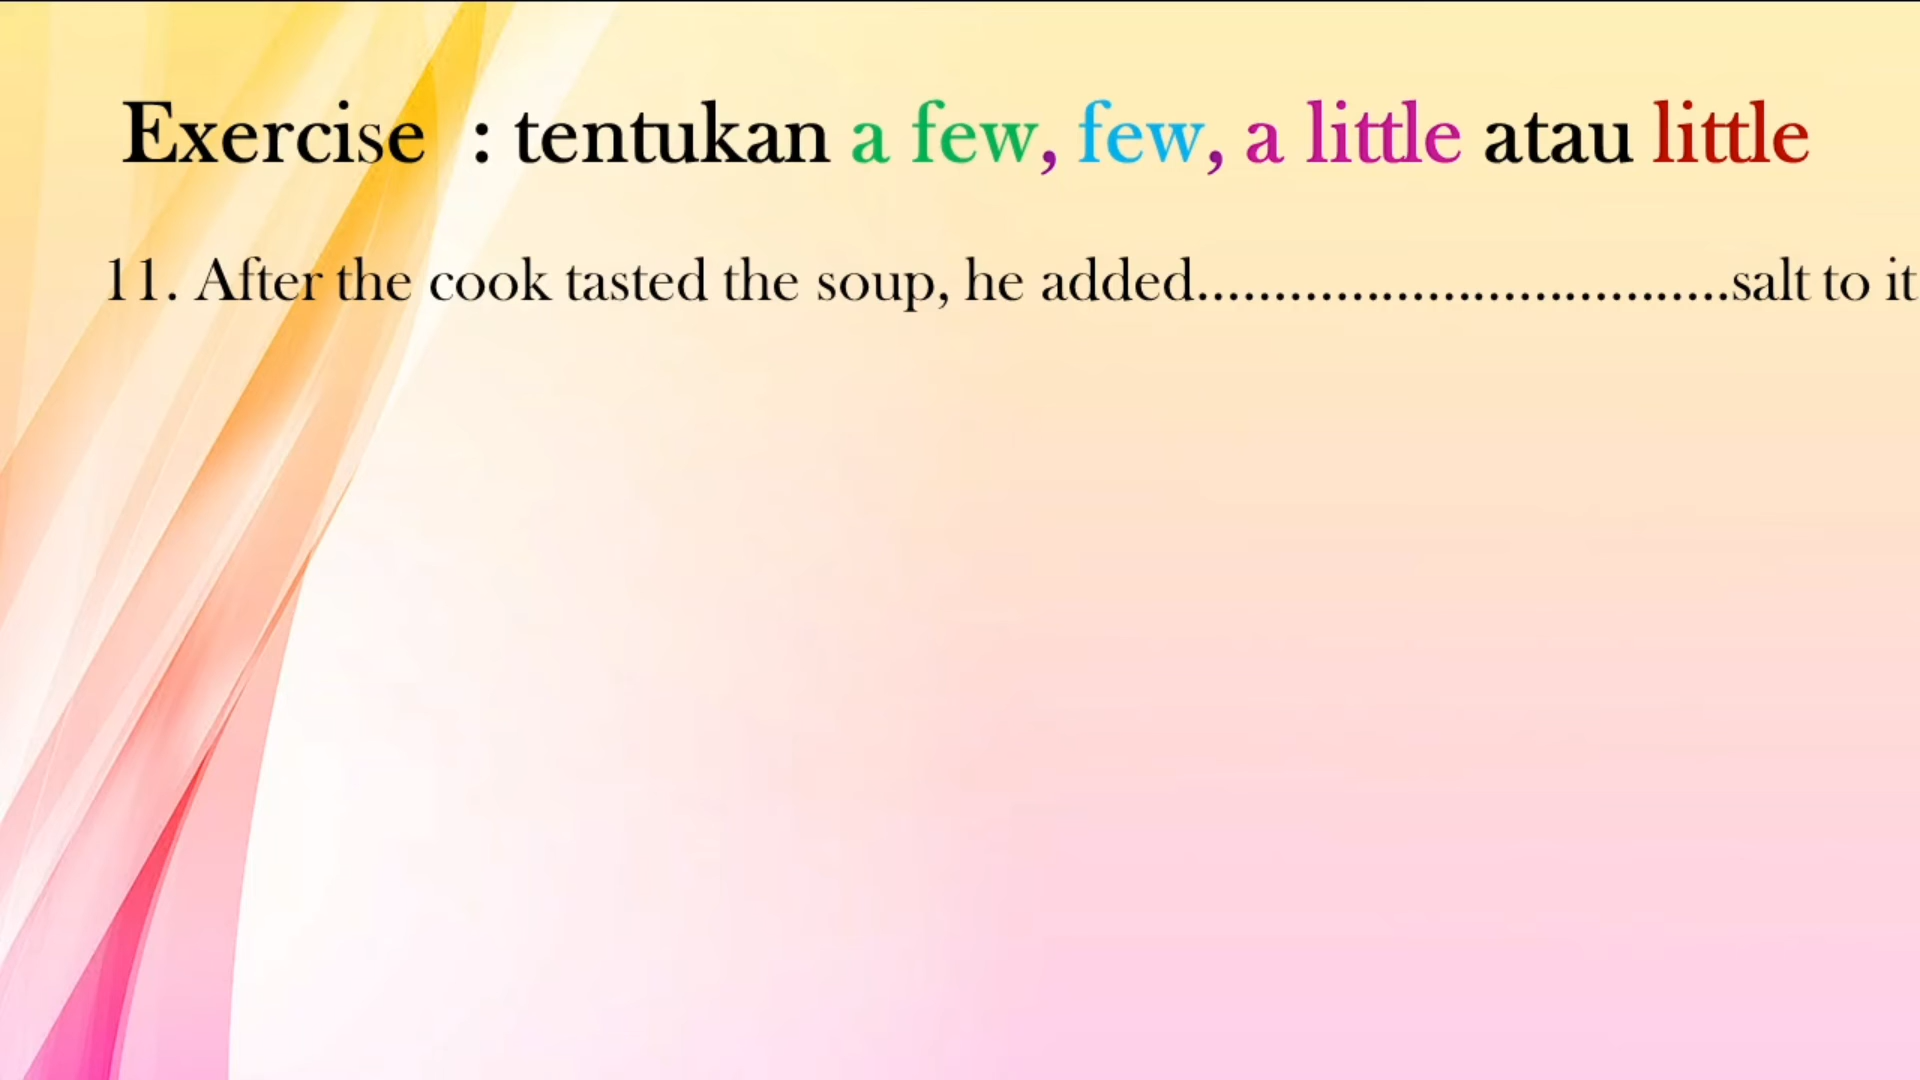 Exercise : tentukan a few, few, a little atau little
11. After the cook tasted the soup, he added...................................salt to it